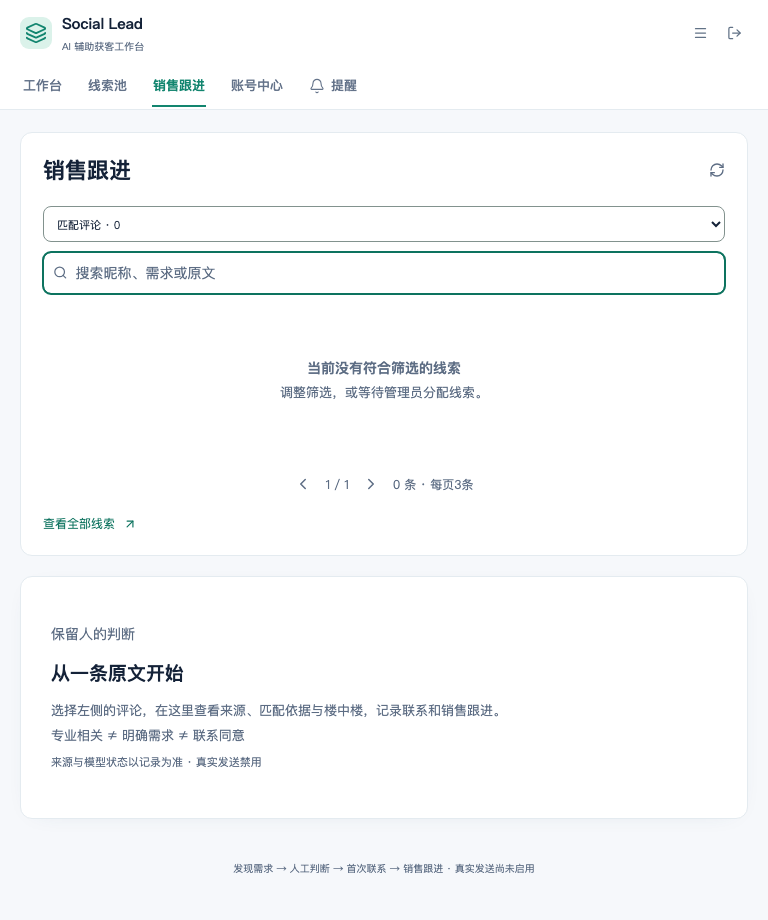 Social Lead
AI 辅助获客工作台
工作台
线索池
销售跟进
账号中心
提醒
销售跟进
匹配评论 · 0
搜索昵称、需求或原文
当前没有符合筛选的线索
调整筛选，或等待管理员分配线索。
1 / 1
0 条 · 每页3条
查看全部线索
保留人的判断
从一条原文开始
选择左侧的评论，在这里查看来源、匹配依据与楼中楼，记录联系和销售跟进。
专业相关 ≠ 明确需求 ≠ 联系同意
来源与模型状态以记录为准 · 真实发送禁用
发现需求 → 人工判断 → 首次联系 → 销售跟进 · 真实发送尚未启用